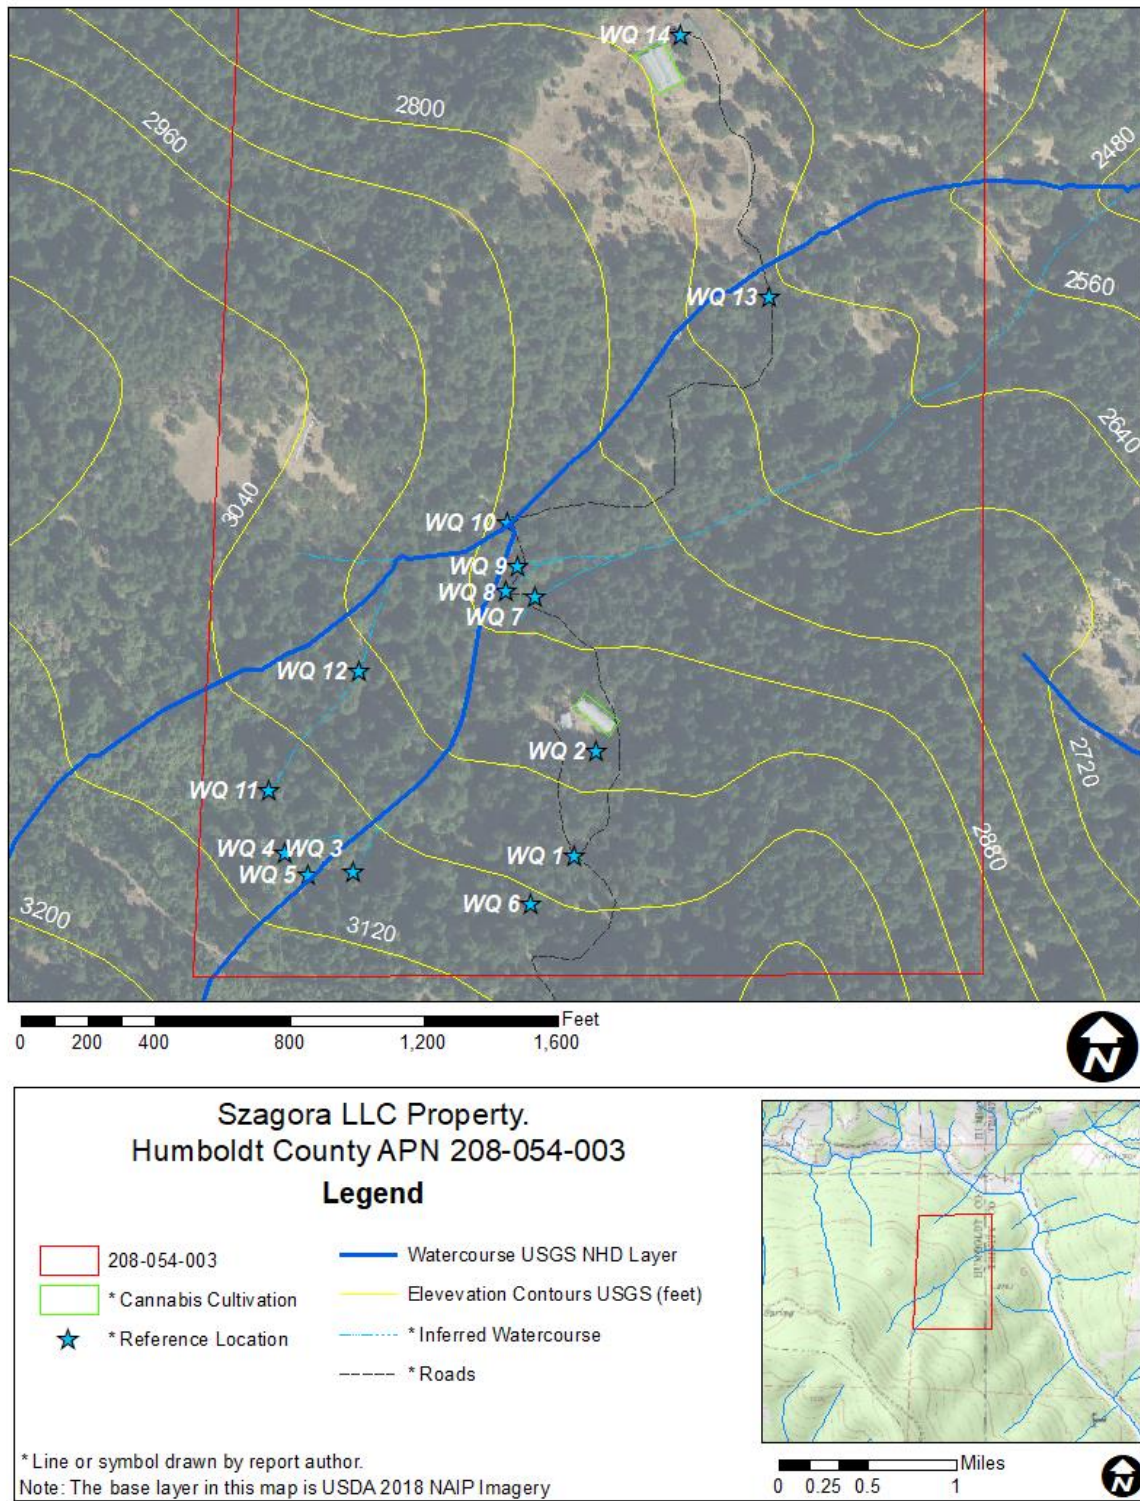 WQ 14
2800
2960
2480
WQ 13
2560
2640
3040
WQ 10
WQ 9
WQ 8
WQ 7
WQ 12
WQ 2
2720
WQ 11
WQ 4 WQ 3
WQ 1
2880
WQ 5
WQ 6
3200
3120
Feet
0 200 400 800 1,200 1,600
N
Szagora LLC Property.
Humboldt County APN 208-054-003
Legend
208-054-003
* Cannabis Cultivation
* Reference Location
Watercourse USGS NHD Layer
Elevevation Contours USGS (feet)
* Inferred Watercourse
* Roads
* Line or symbol drawn by report author.
Note: The base layer in this map is USDA 2018 NAIP Imagery
HUMBOLDT CO
Spring
Miles
0 0.25 0.5 1
N